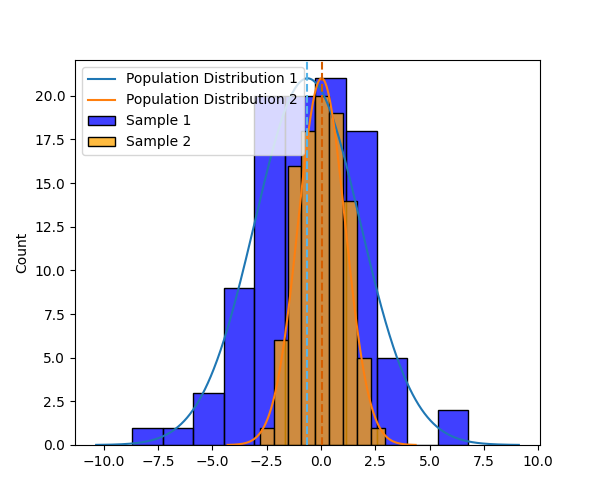 Population Distribution 1
Population Distribution 2
Sample 1
Sample 2
Count
20.0
17.5
15.0
12.5
10.0
7.5
5.0
2.5
0.0
−10.0 −7.5 −5.0 −2.5 0.0 2.5 5.0 7.5 10.0